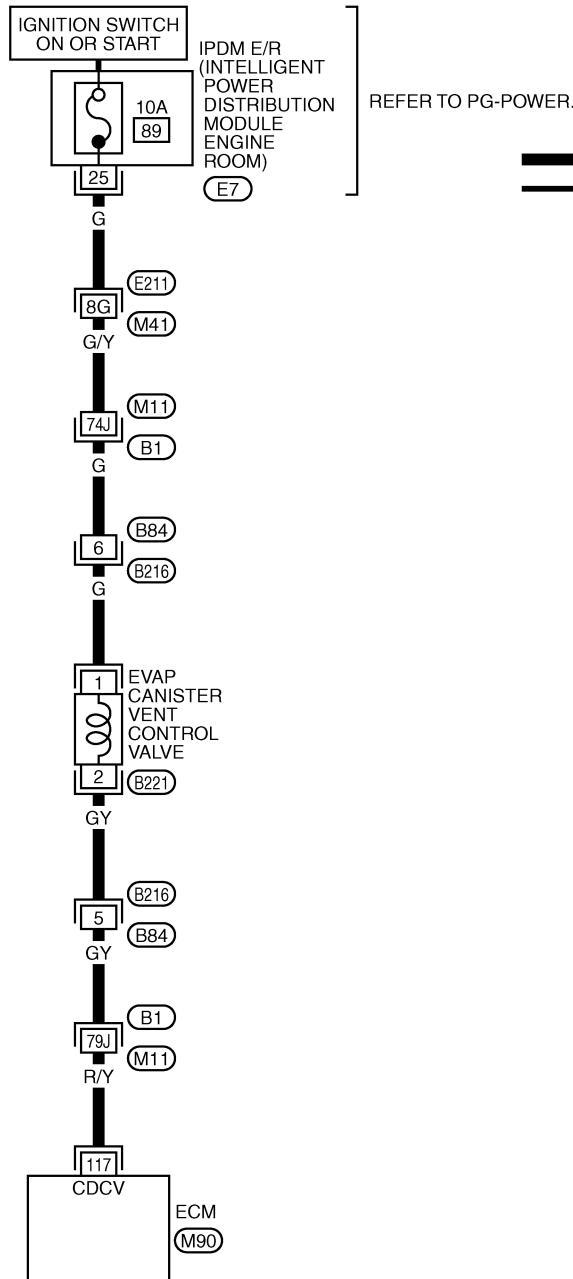 IGNITION SWITCH
ON OR START
IPDM E/R
(INTELLIGENT
POWER
DISTRIBUTION
MODULE
ENGINE
ROOM)
10A
89
REFER TO PG-POWER.
25
E7
G
E211
8G
M41
G/Y
M11
74J
B1
G
B84
6
B216
G
1
EVAP
CANISTER
VENT
CONTROL
VALVE
2
B221
GY
B216
5
B84
GY
B1
79J
M11
R/Y
117
CDCV
ECM
M90